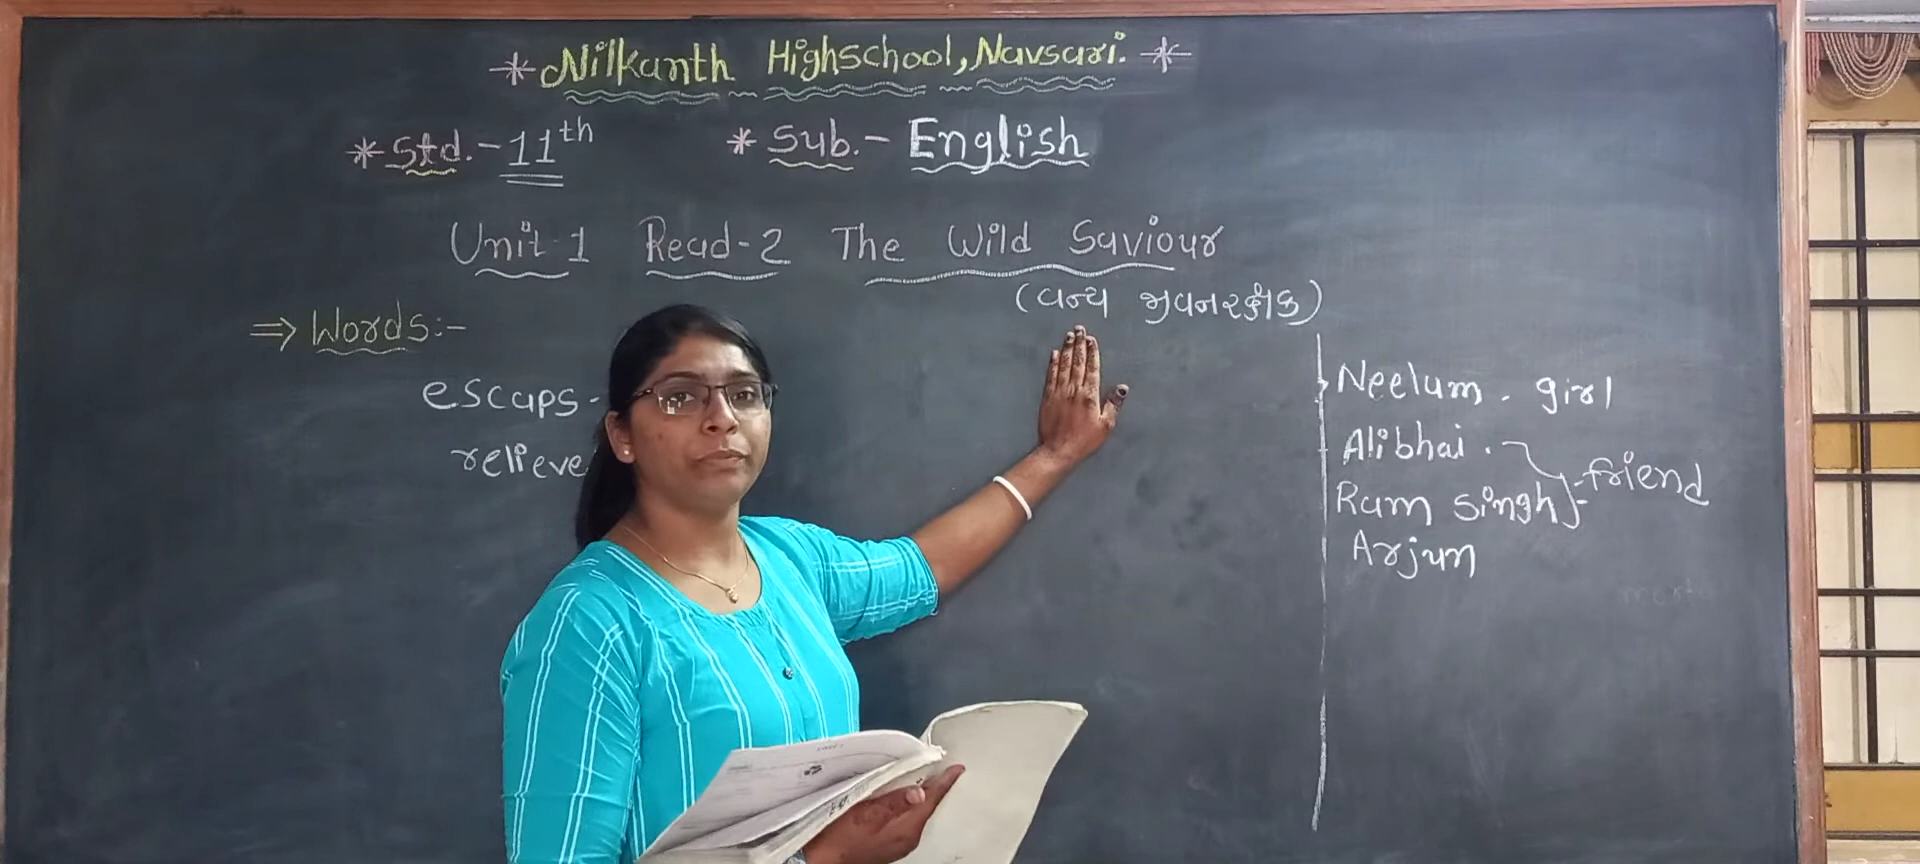 * Nilkanth Highschool, Navsari. *
* Std. - 11th * Sub. - English
Unit-1 Read-2 The Wild Saviour
(વન્ય જીવનરક્ષક)
⇒ Words:-
escaps -
relieve
Neelum - girl
Alibhai -
Ram singh - friend
Arjun